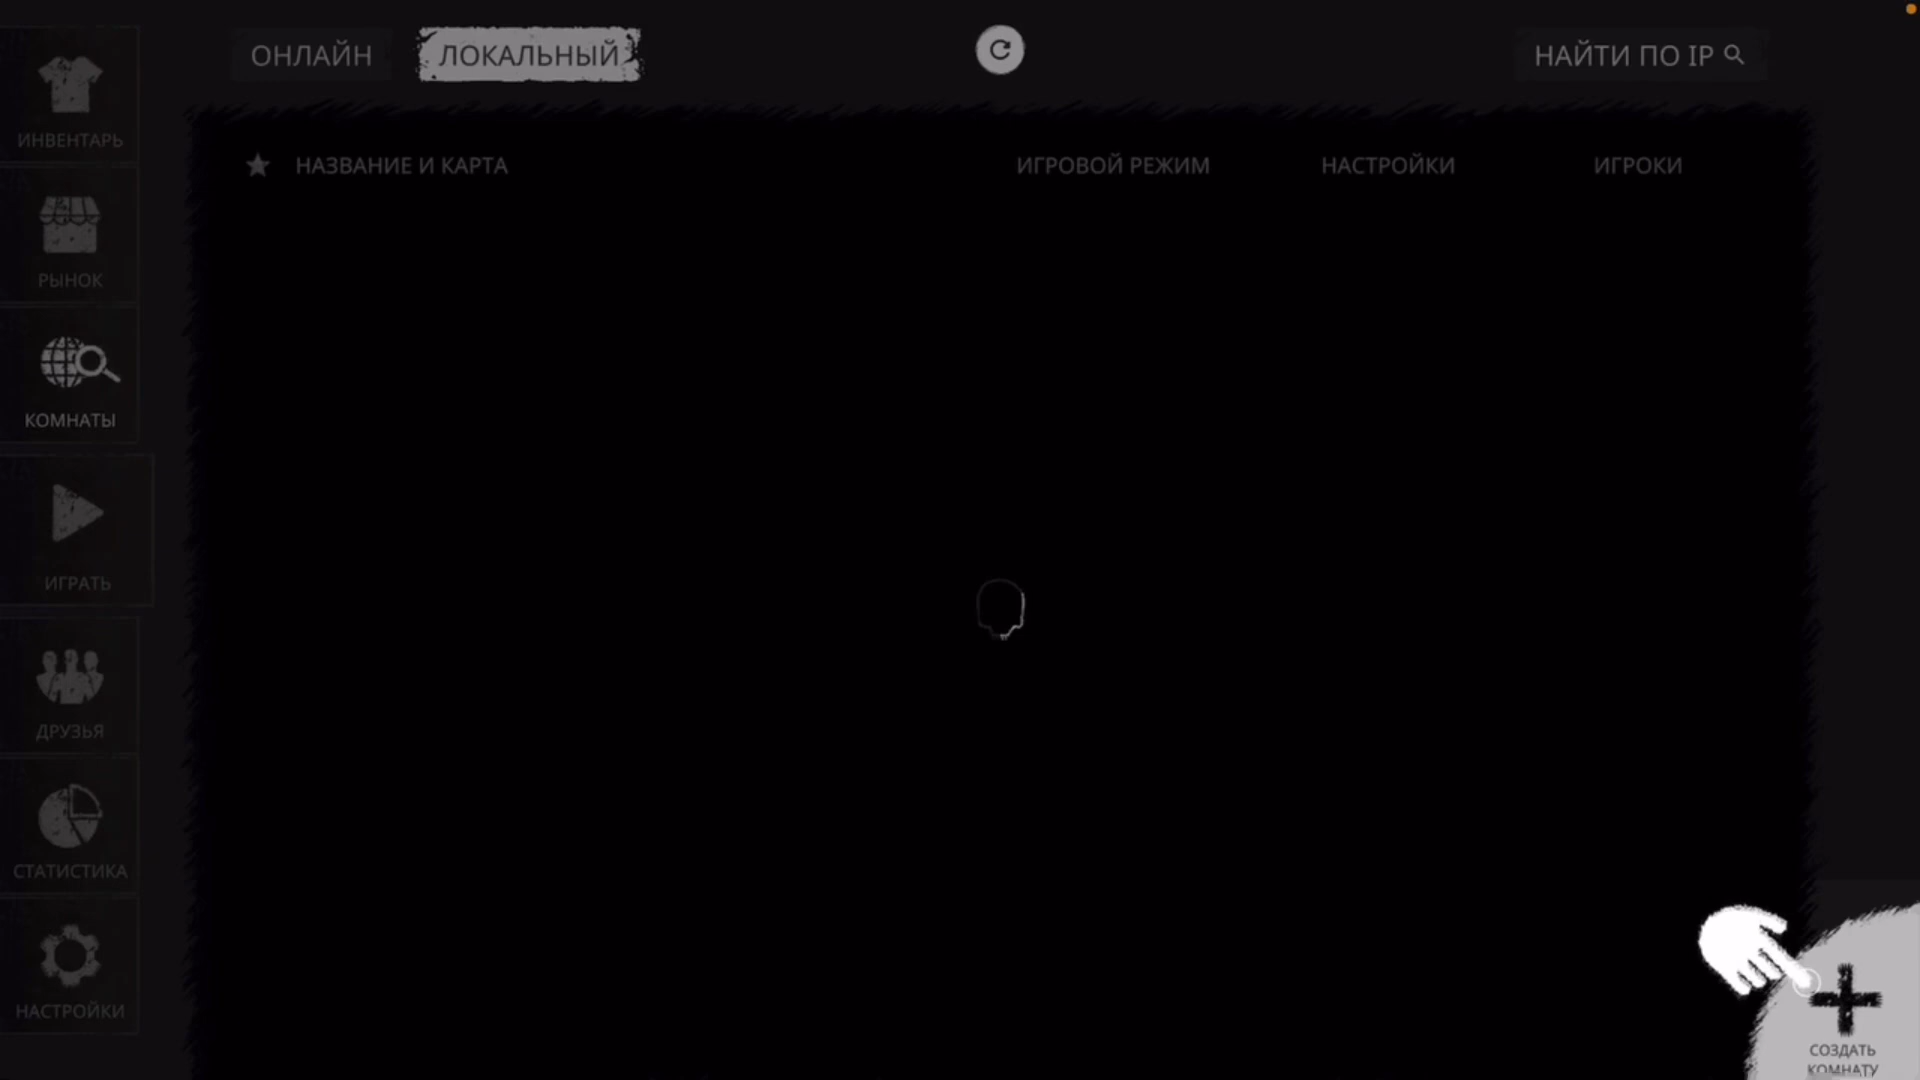 ОНЛАЙН
ЛОКАЛЬНЫЙ
НАЙТИ ПО IP
НАЗВАНИЕ И КАРТА
ИГРОВОЙ РЕЖИМ
НАСТРОЙКИ
ИГРОКИ
ИНВЕНТАРЬ
РЫНОК
КОМНАТЫ
ИГРАТЬ
ДРУЗЬЯ
СТАТИСТИКА
НАСТРОЙКИ
СОЗДАТЬ
КОМНАТУ